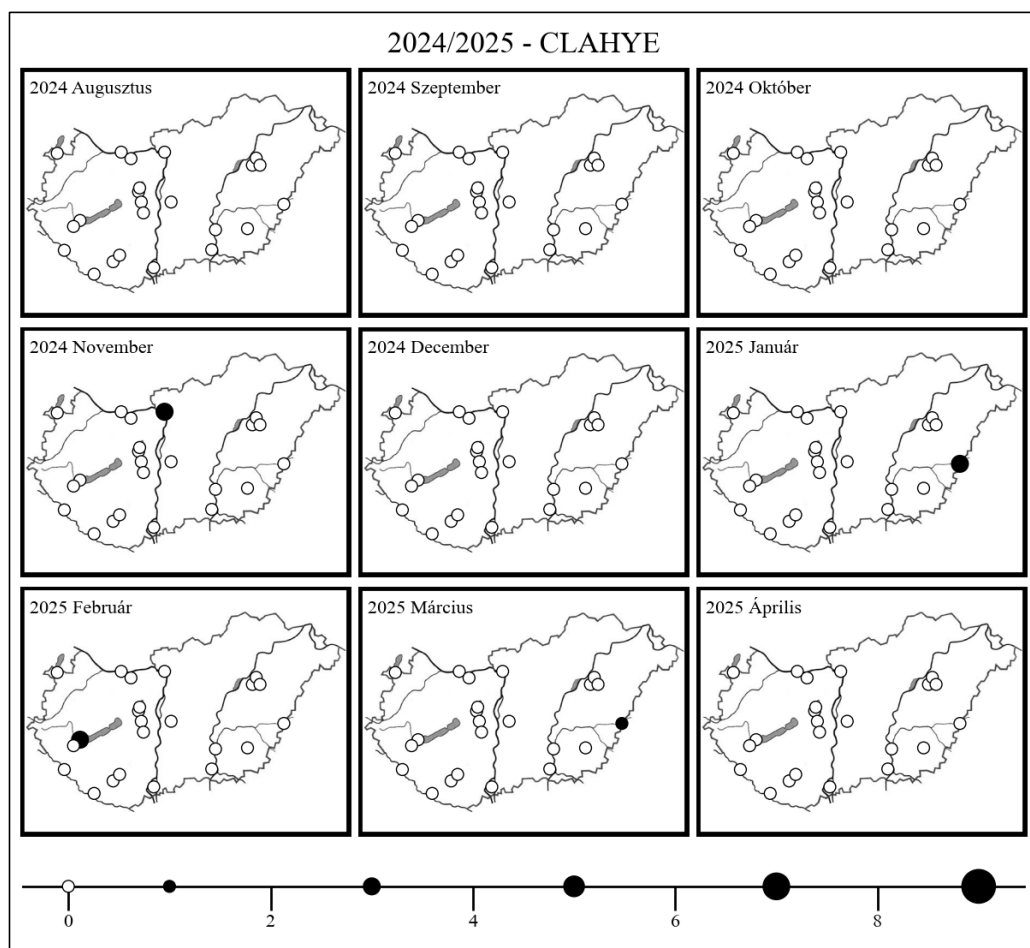 2024/2025 - CLAHYE
2024 Augusztus
2024 Szeptember
2024 Október
2024 November
2024 December
2025 Január
2025 Február
2025 Március
2025 Április
0 2 4 6 8